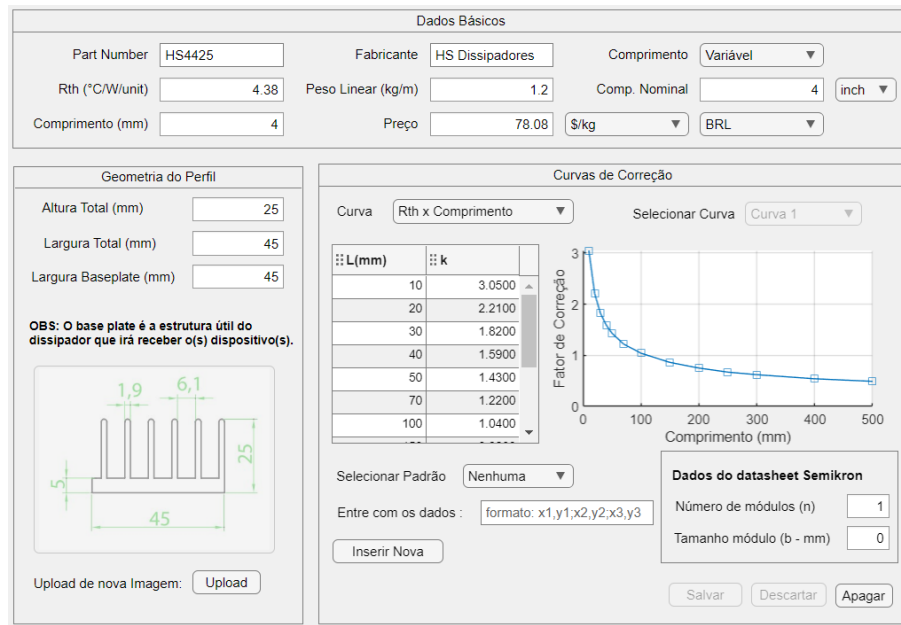 Dados Básicos
Part Number HS4425 Fabricante HS Dissipadores Comprimento Variável
Rth (°C/W/unit) 4.38 Peso Linear (kg/m) 1.2 Comp. Nominal 4 inch
Comprimento (mm) 4 Preço 78.08 $/kg BRL
Geometria do Perfil
Altura Total (mm) 25
Largura Total (mm) 45
Largura Baseplate (mm) 45
OBS: O base plate é a estrutura útil do
dissipador que irá receber o(s) dispositivo(s).
1,9 6,1
25
5
45
Upload de nova Imagem: Upload
Curvas de Correção
Curva Rth x Comprimento Selecionar Curva Curva 1
L(mm) k
10 3.0500
20 2.2100
30 1.8200
40 1.5900
50 1.4300
70 1.2200
100 1.0400
Fator de Correção
3
2
1
0
0 100 200 300 400 500
Comprimento (mm)
Selecionar Padrão Nenhuma
Entre com os dados : formato: x1,y1;x2,y2;x3,y3
Inserir Nova
Dados do datasheet Semikron
Número de módulos (n) 1
Tamanho módulo (b - mm) 0
Salvar Descartar Apagar